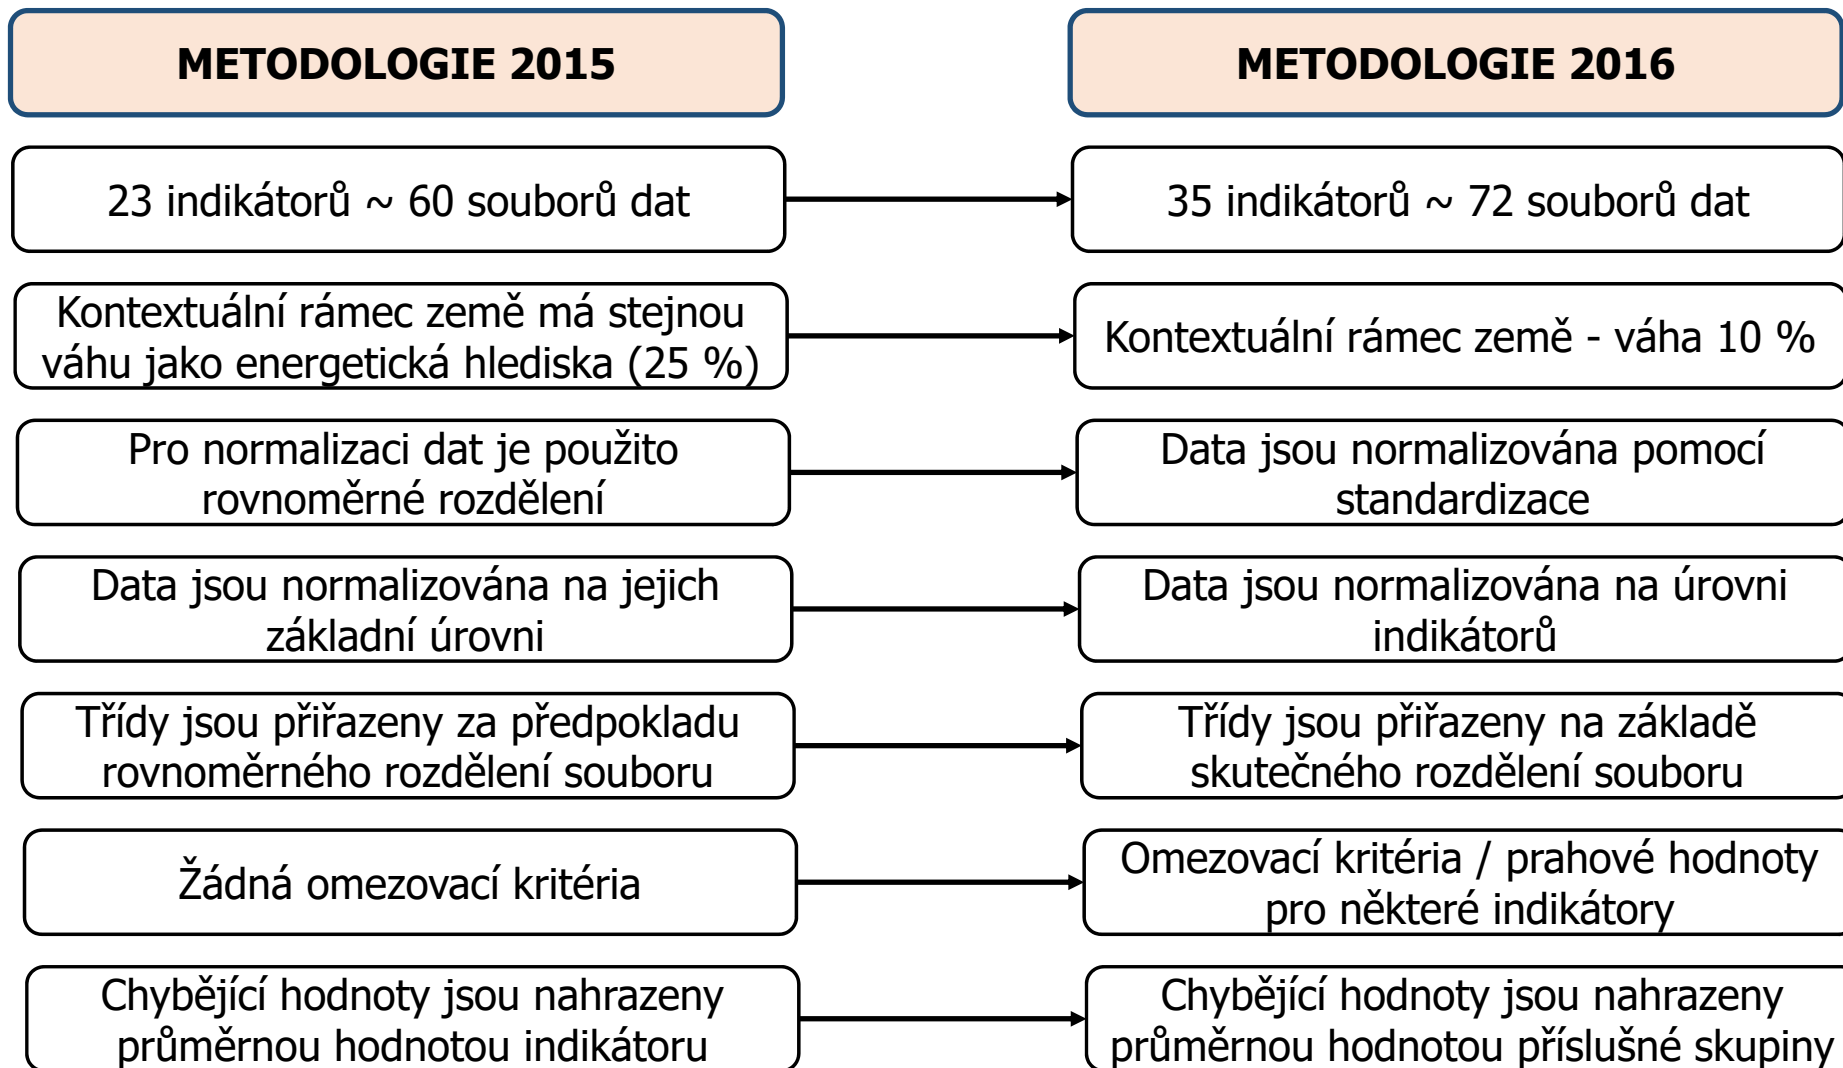 METODOLOGIE 2015
METODOLOGIE 2016
23 indikátorů ~ 60 souborů dat
35 indikátorů ~ 72 souborů dat
Kontextuální rámec země má stejnou
váhu jako energetická hlediska (25 %)
Kontextuální rámec země - váha 10 %
Pro normalizaci dat je použito
rovnoměrné rozdělení
Data jsou normalizována pomocí
standardizace
Data jsou normalizována na jejich
základní úrovni
Data jsou normalizována na úrovni
indikátorů
Třídy jsou přiřazeny za předpokladu
rovnoměrného rozdělení souboru
Třídy jsou přiřazeny na základě
skutečného rozdělení souboru
Žádná omezovací kritéria
Omezovací kritéria / prahové hodnoty
pro některé indikátory
Chybějící hodnoty jsou nahrazeny
průměrnou hodnotou indikátoru
Chybějící hodnoty jsou nahrazeny
průměrnou hodnotou příslušné skupiny